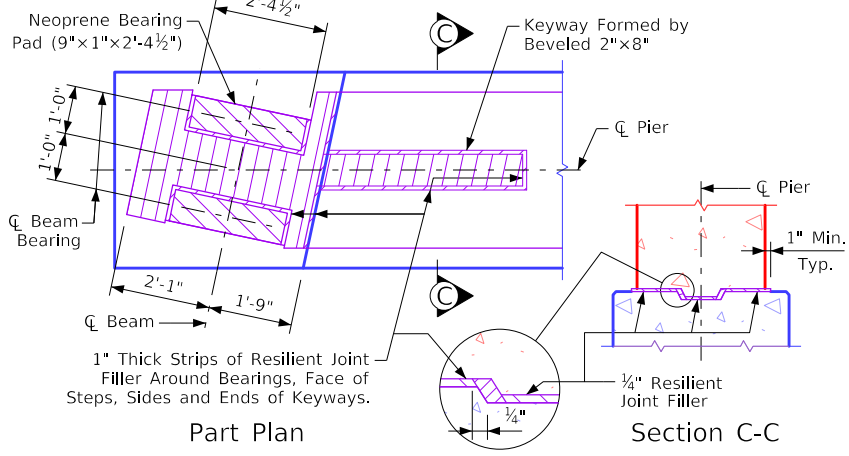 2'-4½"
Neoprene Bearing
Pad (9"×1"×2'-4½")
C
Keyway Formed by
Beveled 2"×8"
1'-0"
1'-0"
℄ Pier
℄ Beam
Bearing
℄ Pier
1" Min.
Typ.
2'-1"
1'-9"
C
℄ Beam
1" Thick Strips of Resilient Joint
Filler Around Bearings, Face of
Steps, Sides and Ends of Keyways.
¼"
¼" Resilient
Joint Filler
Part Plan
Section C-C